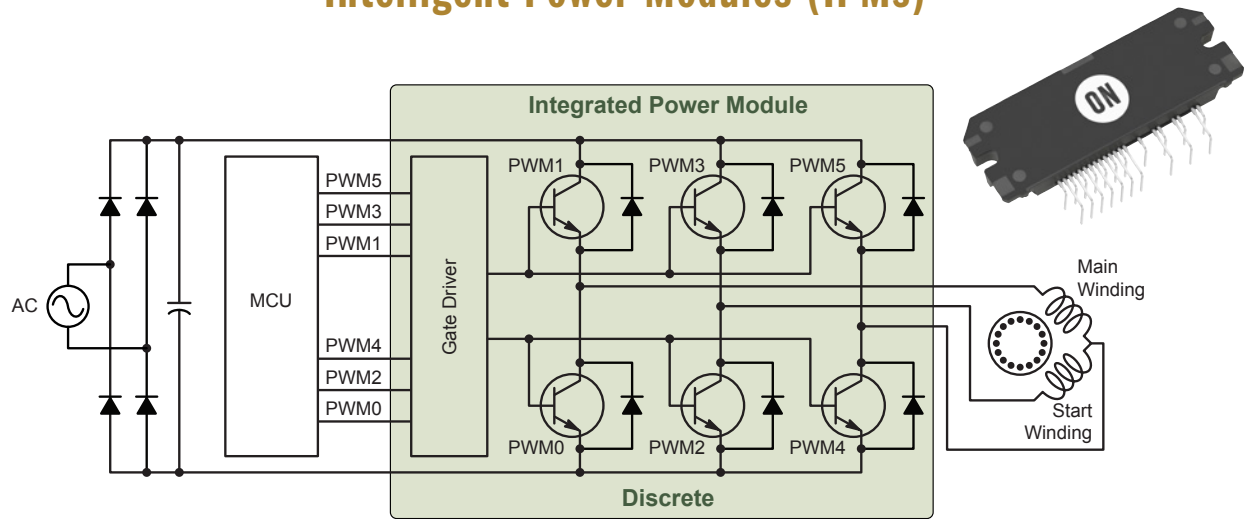 Intelligent Power Modules (IPMs)
Integrated Power Module
ON
PWM1
PWM3
PWM5
PWM5
PWM3
PWM1
Main
Winding
AC
MCU
Gate Driver
PWM4
PWM2
PWM0
Start
Winding
PWM0
PWM2
PWM4
Discrete